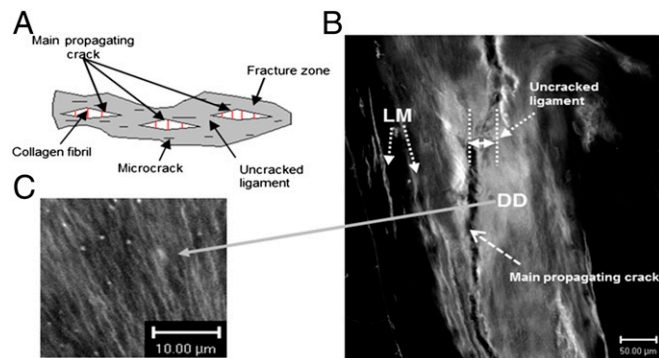 A
Main propagating
crack
Fracture zone
Collagen fibril
Microcrack
Uncracked
ligament
B
Uncracked
ligament
LM
DD
Main propagating crack
50.00 µm
C
10.00 µm